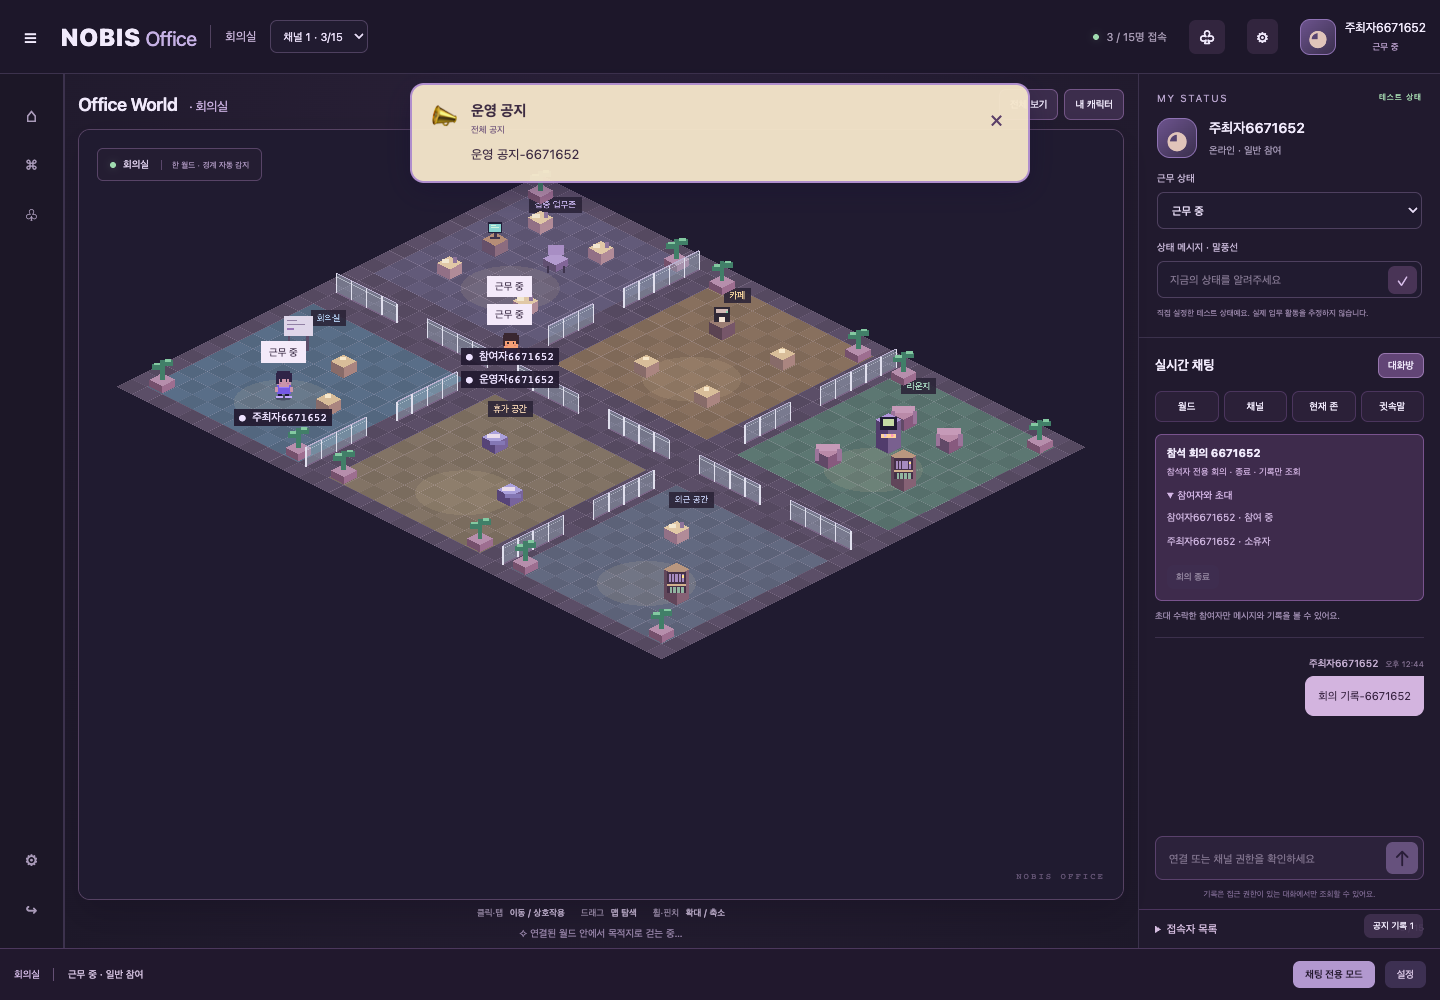 NOBIS Office
회의실
채널 1 · 3/15
3 / 15명 접속
주최자6671652
근무 중
Office World · 회의실
보기
내 캐릭터
운영 공지
전체 공지
운영 공지-6671652
회의실
한 월드 · 경계 자동 감지
업무존
근무 중
근무 중
카페
회의실
근무 중
참여자6671652
운영자6671652
라운지
주최자6671652
휴가 공간
외근 공간
NOBIS OFFICE
클릭·탭 이동 / 상호작용 드래그 맵 탐색 휠·핀치 확대 / 축소
연결된 월드 안에서 목적지로 걷는 중...
MY STATUS
테스트 상태
주최자6671652
온라인 · 일반 참여
근무 상태
근무 중
상태 메시지 · 말풍선
지금의 상태를 알려주세요
직접 설정한 테스트 상태예요. 실제 업무 활동을 추정하지 않습니다.
실시간 채팅
대화방
월드
채널
현재 존
귓속말
참석 회의 6671652
참석자 전용 회의 · 종료 · 기록만 조회
▼ 참여자와 초대
참여자6671652 · 참여 중
주최자6671652 · 소유자
회의 종료
초대 수락한 참여자만 메시지와 기록을 볼 수 있어요.
주최자6671652 오후 12:44
회의 기록-6671652
연결 또는 채널 권한을 확인하세요
기록은 접근 권한이 있는 대화에서만 조회할 수 있어요.
▶ 접속자 목록
공지 기록 1
회의실
근무 중 · 일반 참여
채팅 전용 모드
설정